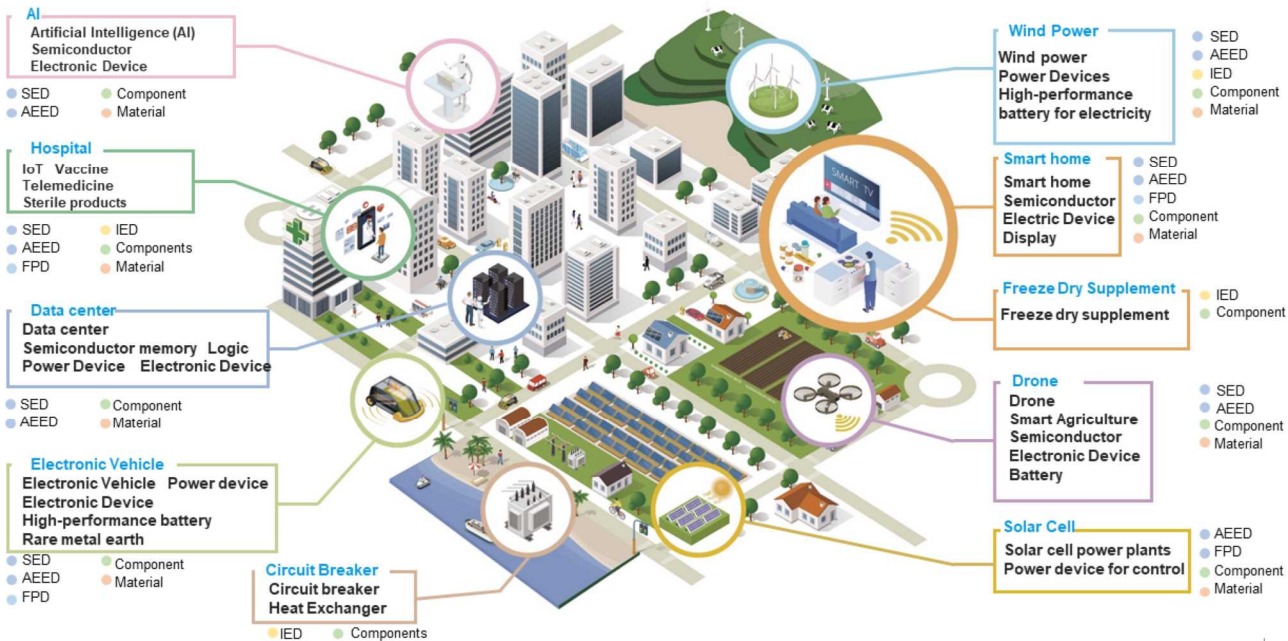 AI
Artificial Intelligence (AI)
Semiconductor
Electronic Device
SED Component
AEED Material
Hospital
IoT Vaccine
Telemedicine
Sterile products
SED IED
AEED Components
FPD Material
Data center
Data center
Semiconductor memory Logic
Power Device Electronic Device
SED Component
AEED Material
Electronic Vehicle
Electronic Vehicle Power device
Electronic Device
High-performance battery
Rare metal earth
SED Component
AEED Material
FPD
Circuit Breaker
Circuit breaker
Heat Exchanger
IED Components
SMART TV
Wind Power
Wind power
Power Devices
High-performance
battery for electricity
SED
AEED
IED
Component
Material
Smart home
Smart home
Semiconductor
Electric Device
Display
SED
AEED
FPD
Component
Material
Freeze Dry Supplement
Freeze dry supplement
IED
Component
Drone
Drone
Smart Agriculture
Semiconductor
Electronic Device
Battery
SED
AEED
Component
Material
Solar Cell
Solar cell power plants
Power device for control
AEED
FPD
Component
Material